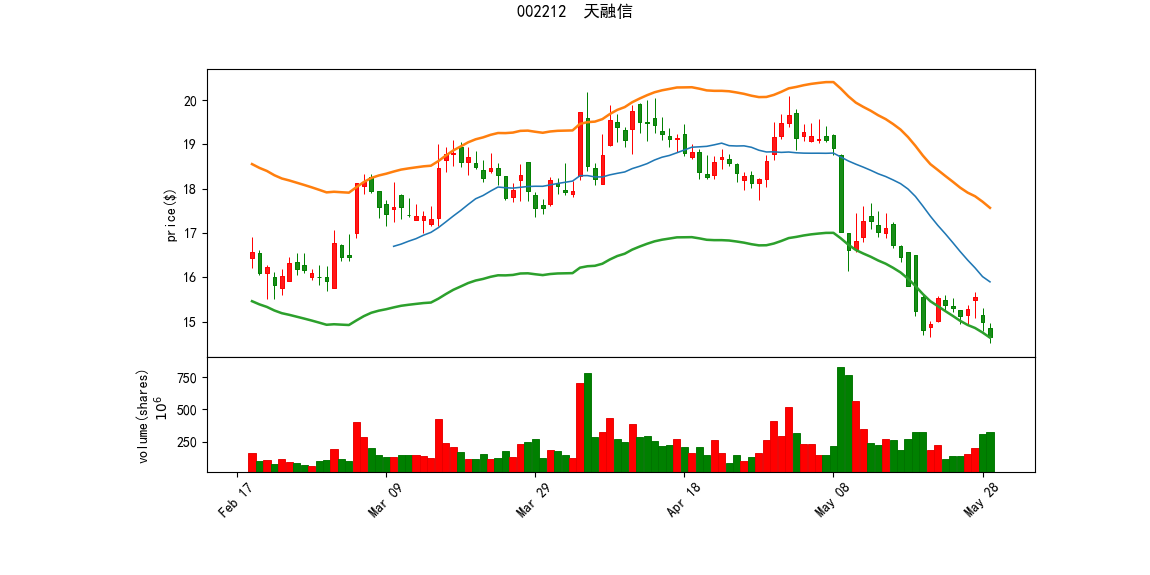 002212 天融信
price($)
20
19
18
17
16
15
volume(shares)
10^6
750
500
250
Feb 17
Mar 09
Mar 29
Apr 18
May 08
May 28